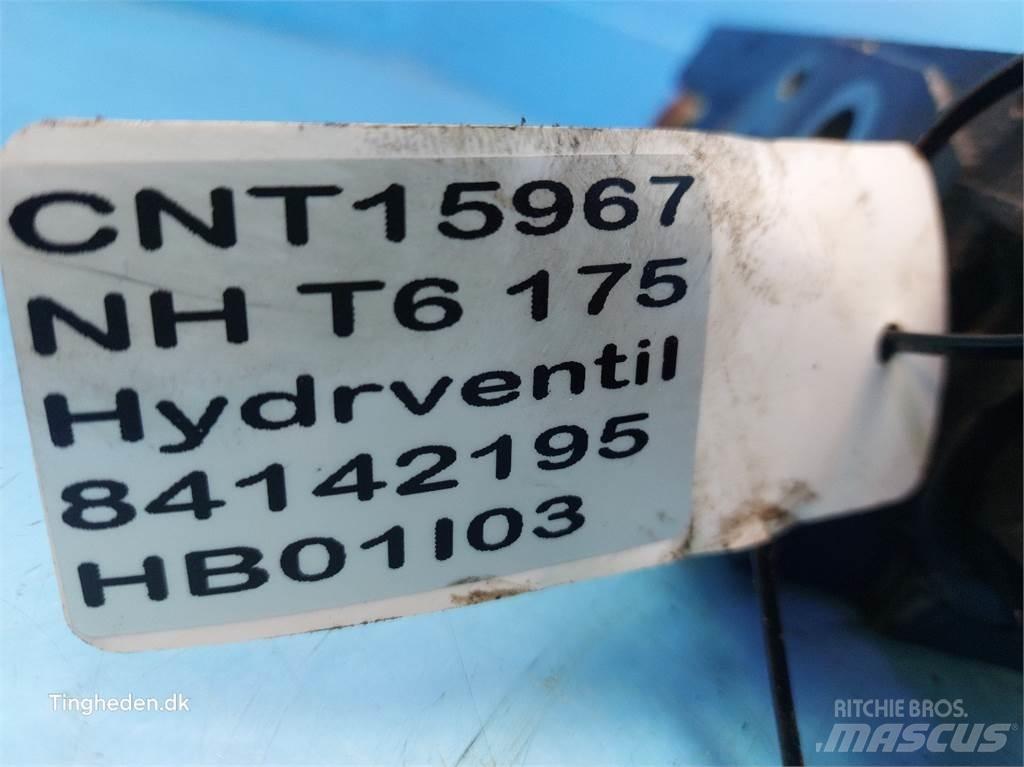 CNT15967
NH T6 175
Hydrventil
84142195
HB01I03
Tingheden.dk
RITCHIE BROS.
MASCUS